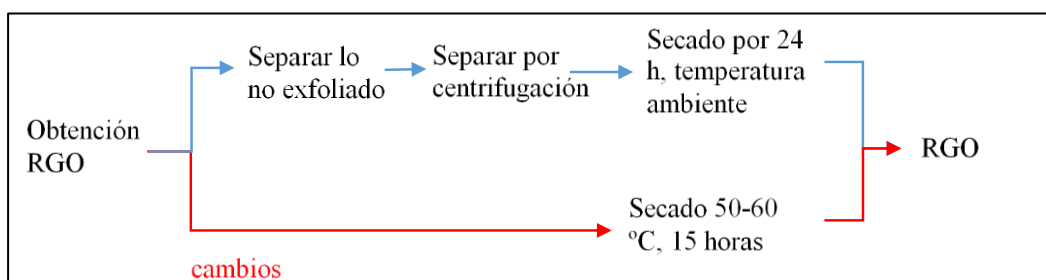 Obtención
RGO
Separar lo
no exfoliado
Separar por
centrifugación
Secado por 24
h, temperatura
ambiente
Secado 50-60
ºC, 15 horas
cambios
RGO